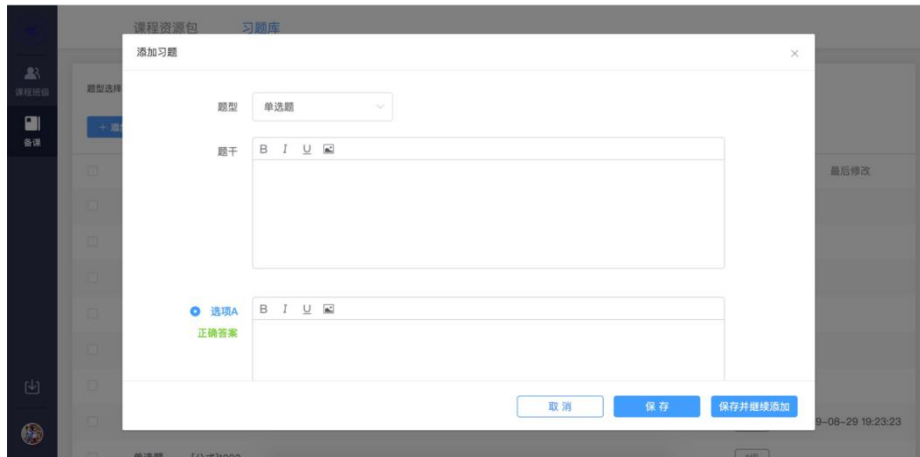 课程资源包 习题库
添加习题 ×
课程班级
题型选择
题型 单选题
备课
题干 B I U
最后修改
选项A B I U
正确答案
取消 保存 保存并继续添加
9-08-29 19:23:23
单选题